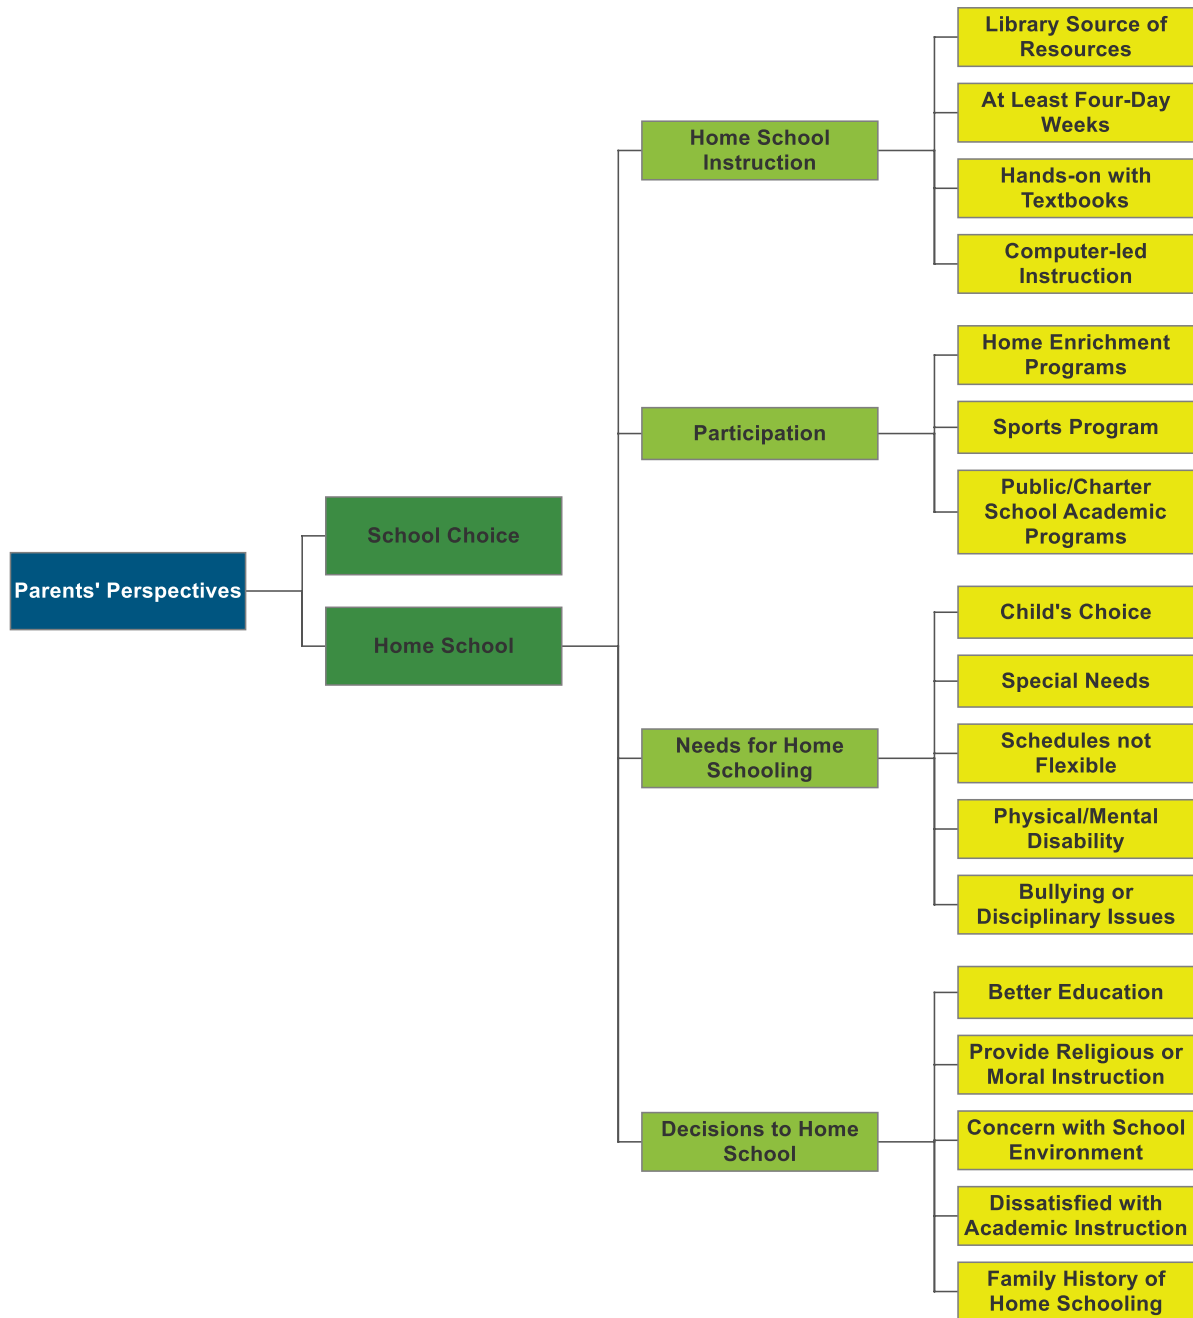 Parents' Perspectives
School Choice
Home School
Home School
Instruction
Library Source of
Resources
At Least Four-Day
Weeks
Hands-on with
Textbooks
Computer-led
Instruction
Participation
Home Enrichment
Programs
Sports Program
Public/Charter
School Academic
Programs
Needs for Home
Schooling
Child's Choice
Special Needs
Schedules not
Flexible
Physical/Mental
Disability
Bullying or
Disciplinary Issues
Decisions to Home
School
Better Education
Provide Religious or
Moral Instruction
Concern with School
Environment
Dissatisfied with
Academic Instruction
Family History of
Home Schooling